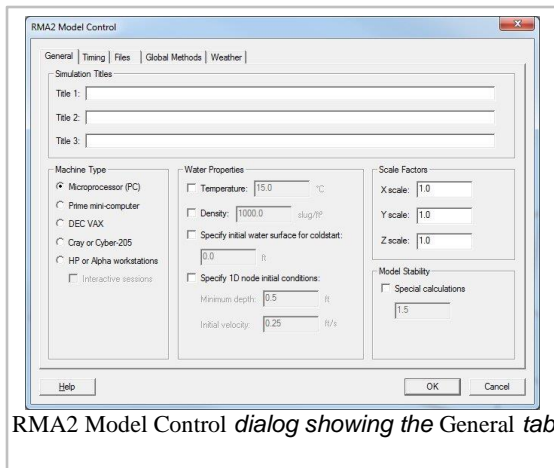 RMA2 Model Control
General Timing Files Global Methods Weather
Simulation Titles
Title 1:
Title 2:
Title 3:
Machine Type
Microprocessor (PC)
Prime mini-computer
DEC VAX
Cray or Cyber-205
HP or Alpha workstations
Interactive sessions
Water Properties
Temperature: 15.0 °C
Density: 1000.0 slug/ft³
Specify initial water surface for coldstart:
0.0 ft
Specify 1D node initial conditions:
Minimum depth: 0.5 ft
Initial velocity: 0.25 ft/s
Scale Factors
X scale: 1.0
Y scale: 1.0
Z scale: 1.0
Model Stability
Special calculations
1.5
Help
OK
Cancel
RMA2 Model Control dialog showing the General tab